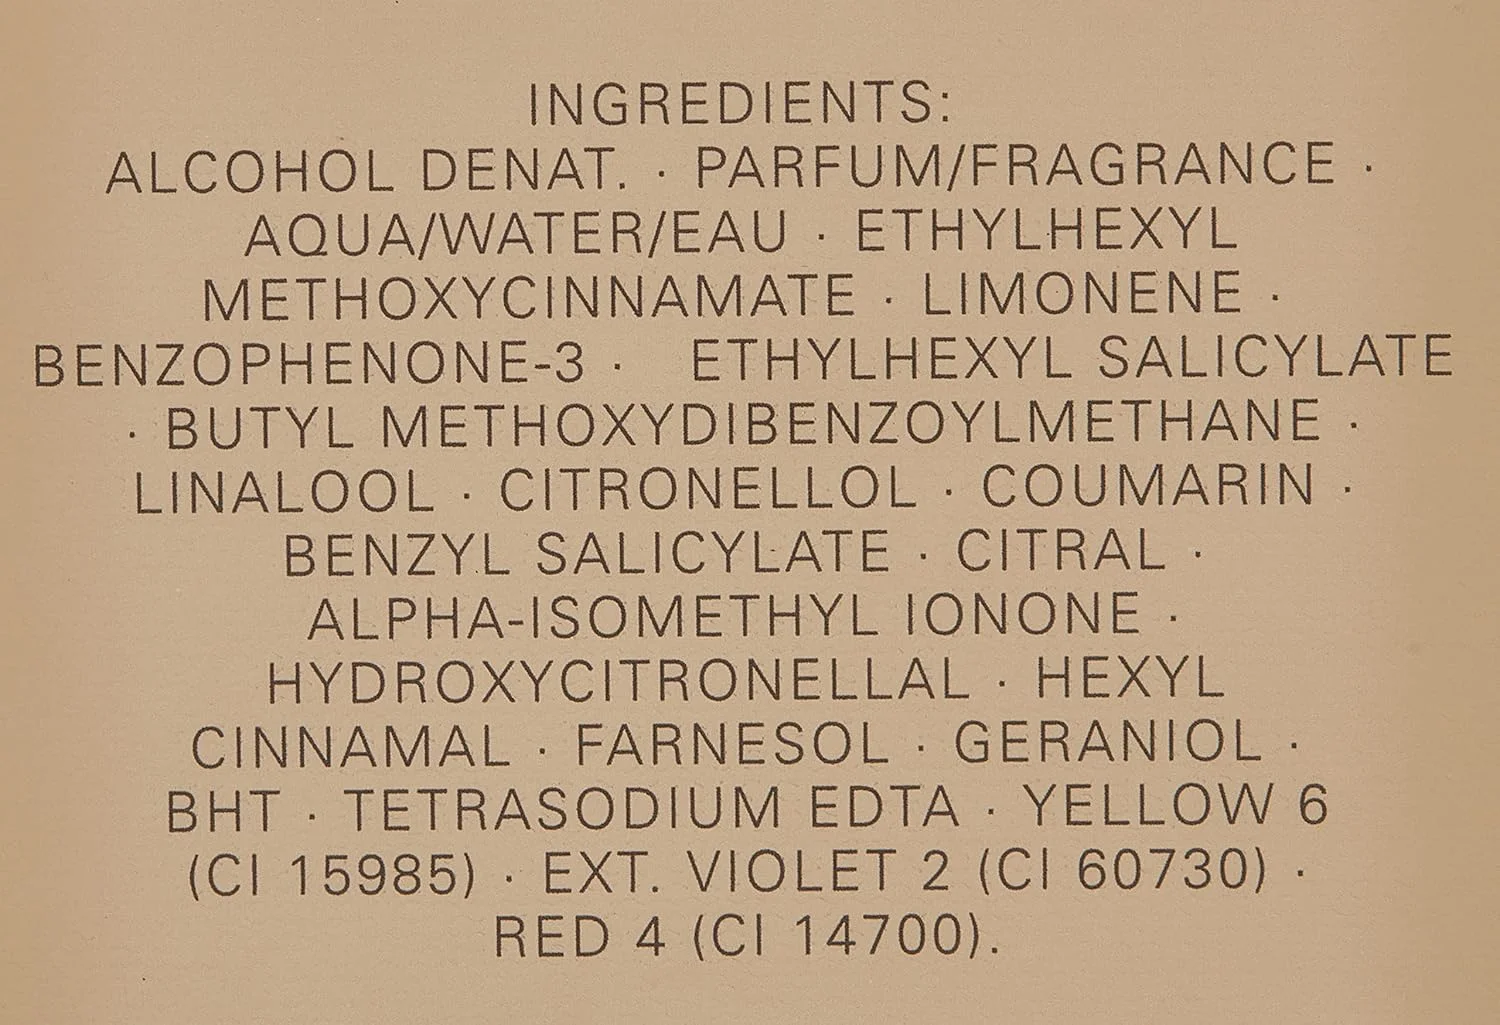 INGREDIENTS:
ALCOHOL DENAT. · PARFUM/FRAGRANCE ·
AQUA/WATER/EAU · ETHYLHEXYL
METHOXYCINNAMATE · LIMONENE ·
BENZOPHENONE-3 · ETHYLHEXYL SALICYLATE
· BUTYL METHOXYDIBENZOYLMETHANE ·
LINALOOL · CITRONELLOL · COUMARIN ·
BENZYL SALICYLATE · CITRAL ·
ALPHA-ISOMETHYL IONONE ·
HYDROXYCITRONELLAL · HEXYL
CINNAMAL · FARNESOL · GERANIOL ·
BHT · TETRASODIUM EDTA · YELLOW 6
(CI 15985) · EXT. VIOLET 2 (CI 60730) ·
RED 4 (CI 14700).